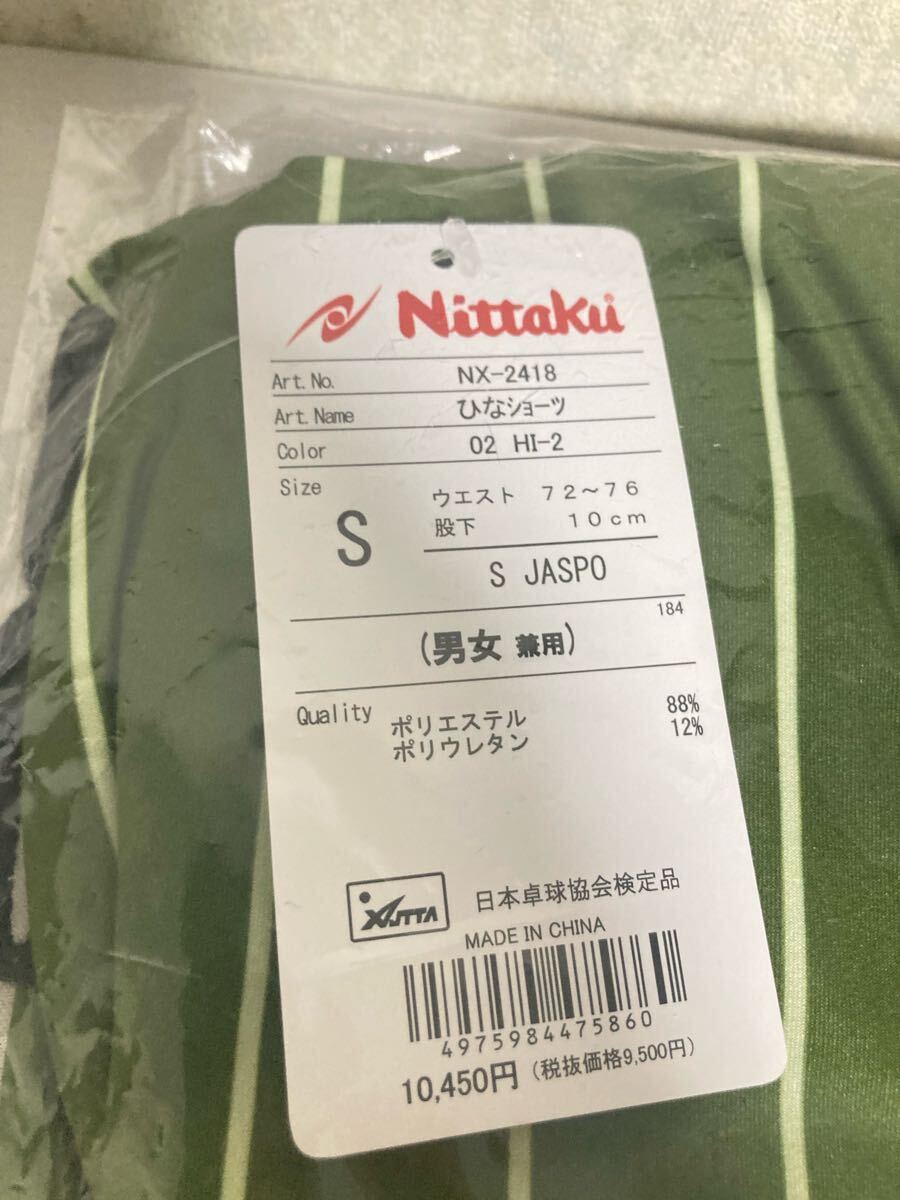 Nittaku
Art. No. NX-2418
Art. Name ひなショーツ
Color 02 HI-2
Size S ウエスト 72~76
股下 10cm
S JASPO
184
(男女 兼用)
Quality ポリエステル 88%
ポリウレタン 12%
JTTA 日本卓球協会検定品
MADE IN CHINA
4975984475860
10,450円 (税抜価格9,500円)